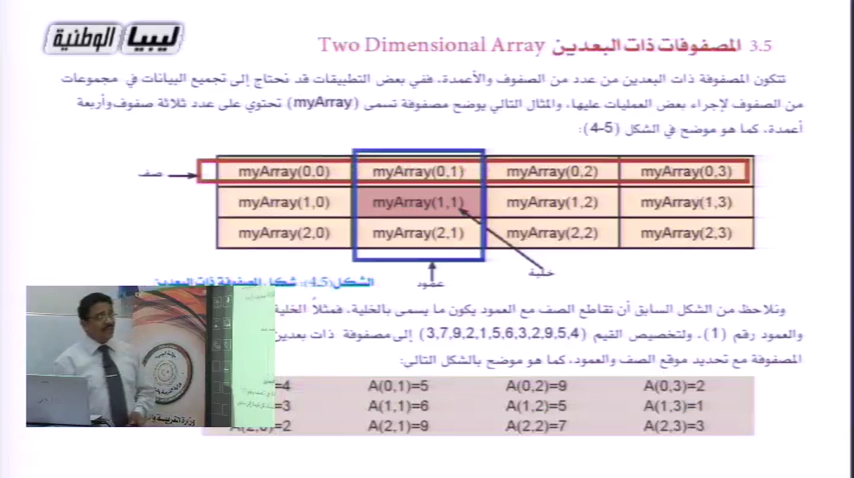 ليبيا الوطنية
3.5 المصفوفات ذات البعدين Two Dimensional Array
تتكون المصفوفة ذات البعدين من عدد من الصفوف والأعمدة، ففي بعض التطبيقات قد نحتاج إلى تجميع البيانات في مجموعات
من الصفوف لإجراء بعض العمليات عليها، والمثال التالي يوضح مصفوفة تسمى (myArray) تحتوي على عدد ثلاثة صفوف وأربعة
أعمدة، كما هو موضح في الشكل (5-4):
صف
myArray(0,0) myArray(0,1) myArray(0,2) myArray(0,3)
myArray(1,0) myArray(1,1) myArray(1,2) myArray(1,3)
myArray(2,0) myArray(2,1) myArray(2,2) myArray(2,3)
خلية
عمود
الشكل (4.5): شكل المصفوفة ذات البعدين
ونلاحظ من الشكل السابق أن تقاطع الصف مع العمود يكون ما يسمى بالخلية، فمثلاً الخلية
والعمود رقم (1)، ولتخصيص القيم (3,7,9,2,1,5,6,3,2,9,5,4) إلى مصفوفة ذات بعدين
المصفوفة مع تحديد موقع الصف والعمود، كما هو موضح بالشكل التالي:
=4 A(0,1)=5 A(0,2)=9 A(0,3)=2
=3 A(1,1)=6 A(1,2)=5 A(1,3)=1
=2 A(2,1)=9 A(2,2)=7 A(2,3)=3